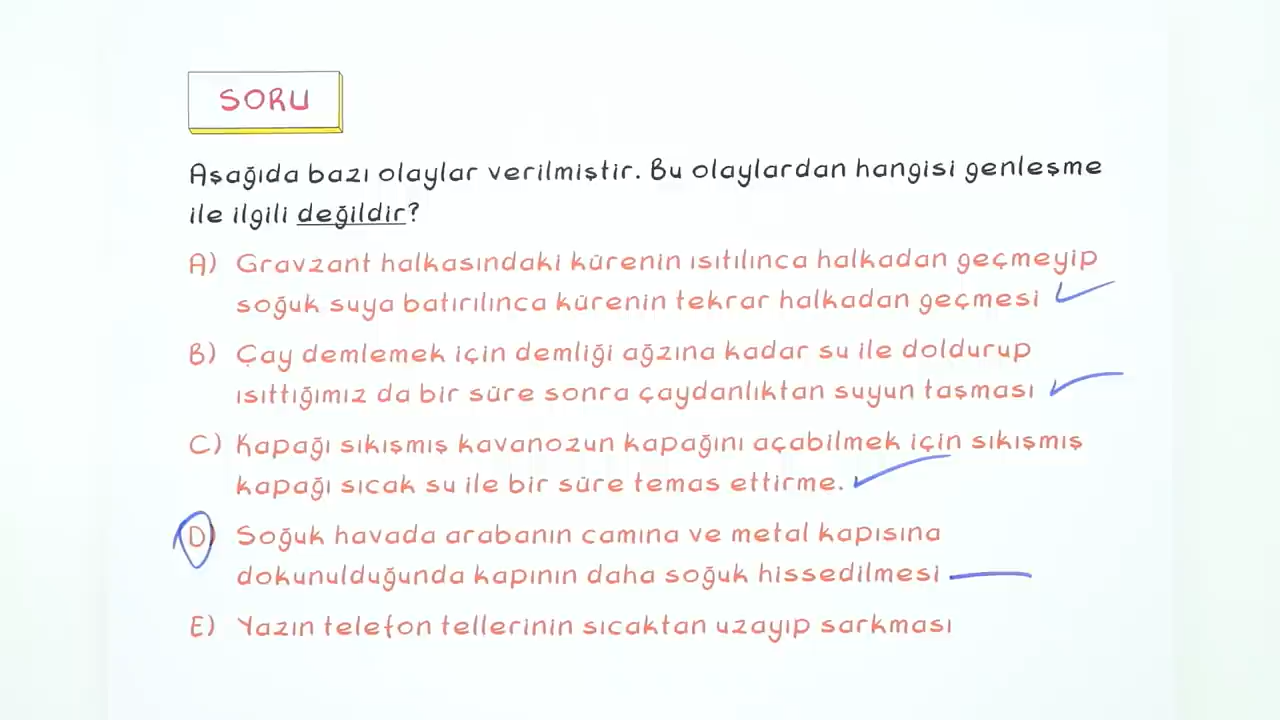 SORU
Aşağıda bazı olaylar verilmiştir. Bu olaylardan hangisi genleşme
ile ilgili değildir?
A) Gravzant halkasındaki kürenin ısıtılınca halkadan geçmeyip
soğuk suya batırılınca kürenin tekrar halkadan geçmesi
B) Çay demlemek için demliği ağzına kadar su ile doldurup
ısıttığımız da bir süre sonra çaydanlıktan suyun taşması
C) Kapağı sıkışmış kavanozun kapağını açabilmek için sıkışmış
kapağı sıcak su ile bir süre temas ettirme.
D) Soğuk havada arabanın camına ve metal kapısına
dokunulduğunda kapının daha soğuk hissedilmesi
E) Yazın telefon tellerinin sıcaktan uzayıp sarkması